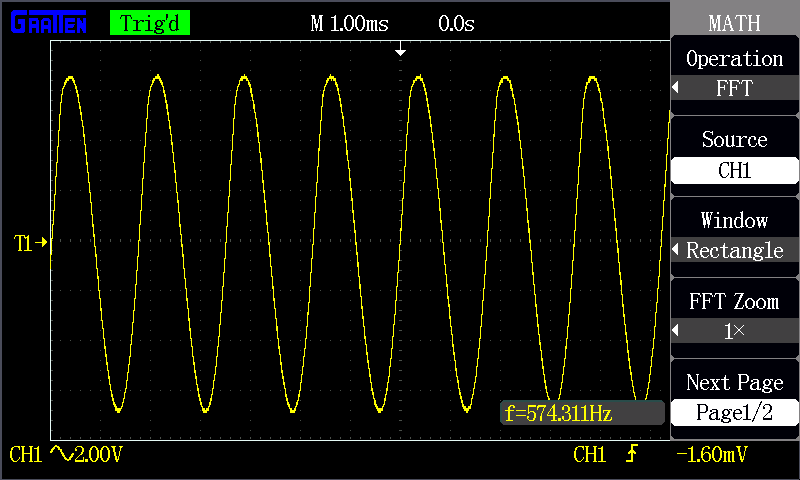 GRATTEN Trig'd M 1.00ms 0.0s MATH
Operation
FFT
Source
CH1
Window
T1
Rectangle
FFT Zoom
1×
Next Page
f=574.311Hz Page1/2
CH1 2.00V CH1 -1.60mV